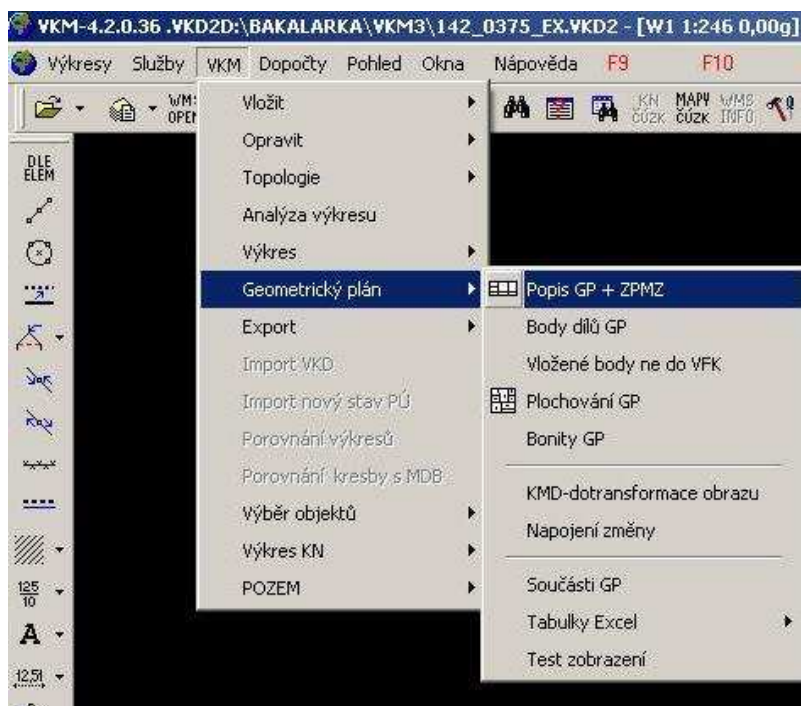 VKM-4.2.0.36 .VKD2D:\BAKALARKA\VKM3\142_0375_EX.VKD2 - [W1 1:246 0,00g]
Výkresy Služby VKM Dopočty Pohled Okna Nápověda F9 F10
OPEN
KN ČÚZK
MAPY ČÚZK
WMS INFO
DLE ELEM
Vložit
Opravit
Topologie
Analýza výkresu
Výkres
Geometrický plán
Export
Import VKD
Import nový stav PÚ
Porovnání výkresů
Porovnání kresby s MDB
Výběr objektů
Výkres KN
POZEM
Popis GP + ZPMZ
Body dílů GP
Vložené body ne do VFK
Plochování GP
Bonity GP
KMD-dotransformace obrazu
Napojení změny
Součásti GP
Tabulky Excel
Test zobrazení
125
10
A
12,51